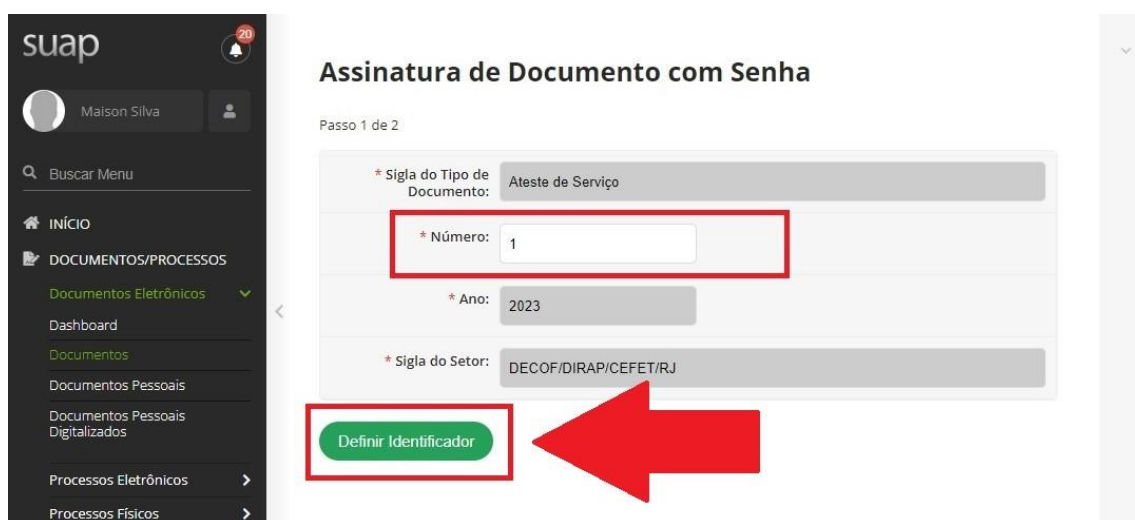 suap
20
Maison Silva
Buscar Menu
INÍCIO
DOCUMENTOS/PROCESSOS
Documentos Eletrônicos
Dashboard
Documentos
Documentos Pessoais
Documentos Pessoais
Digitalizados
Processos Eletrônicos
Processos Físicos
Assinatura de Documento com Senha
Passo 1 de 2
* Sigla do Tipo de
Documento:
Ateste de Serviço
* Número:
1
* Ano:
2023
* Sigla do Setor:
DECOF/DIRAP/CEFET/RJ
Definir Identificador